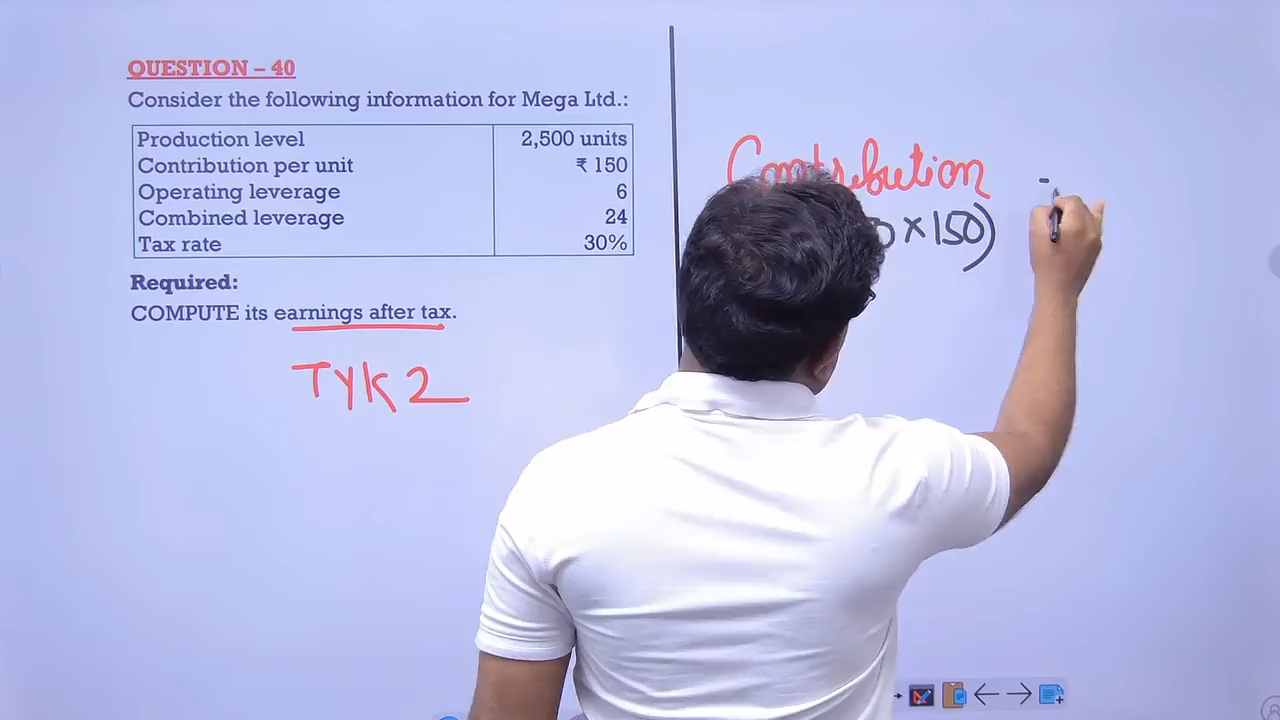 QUESTION – 40
Consider the following information for Mega Ltd.:
Production level 2,500 units
Contribution per unit ₹ 150
Operating leverage 6
Combined leverage 24
Tax rate 30%
Required:
COMPUTE its earnings after tax.
TYK 2
Contribution
0 × 150)